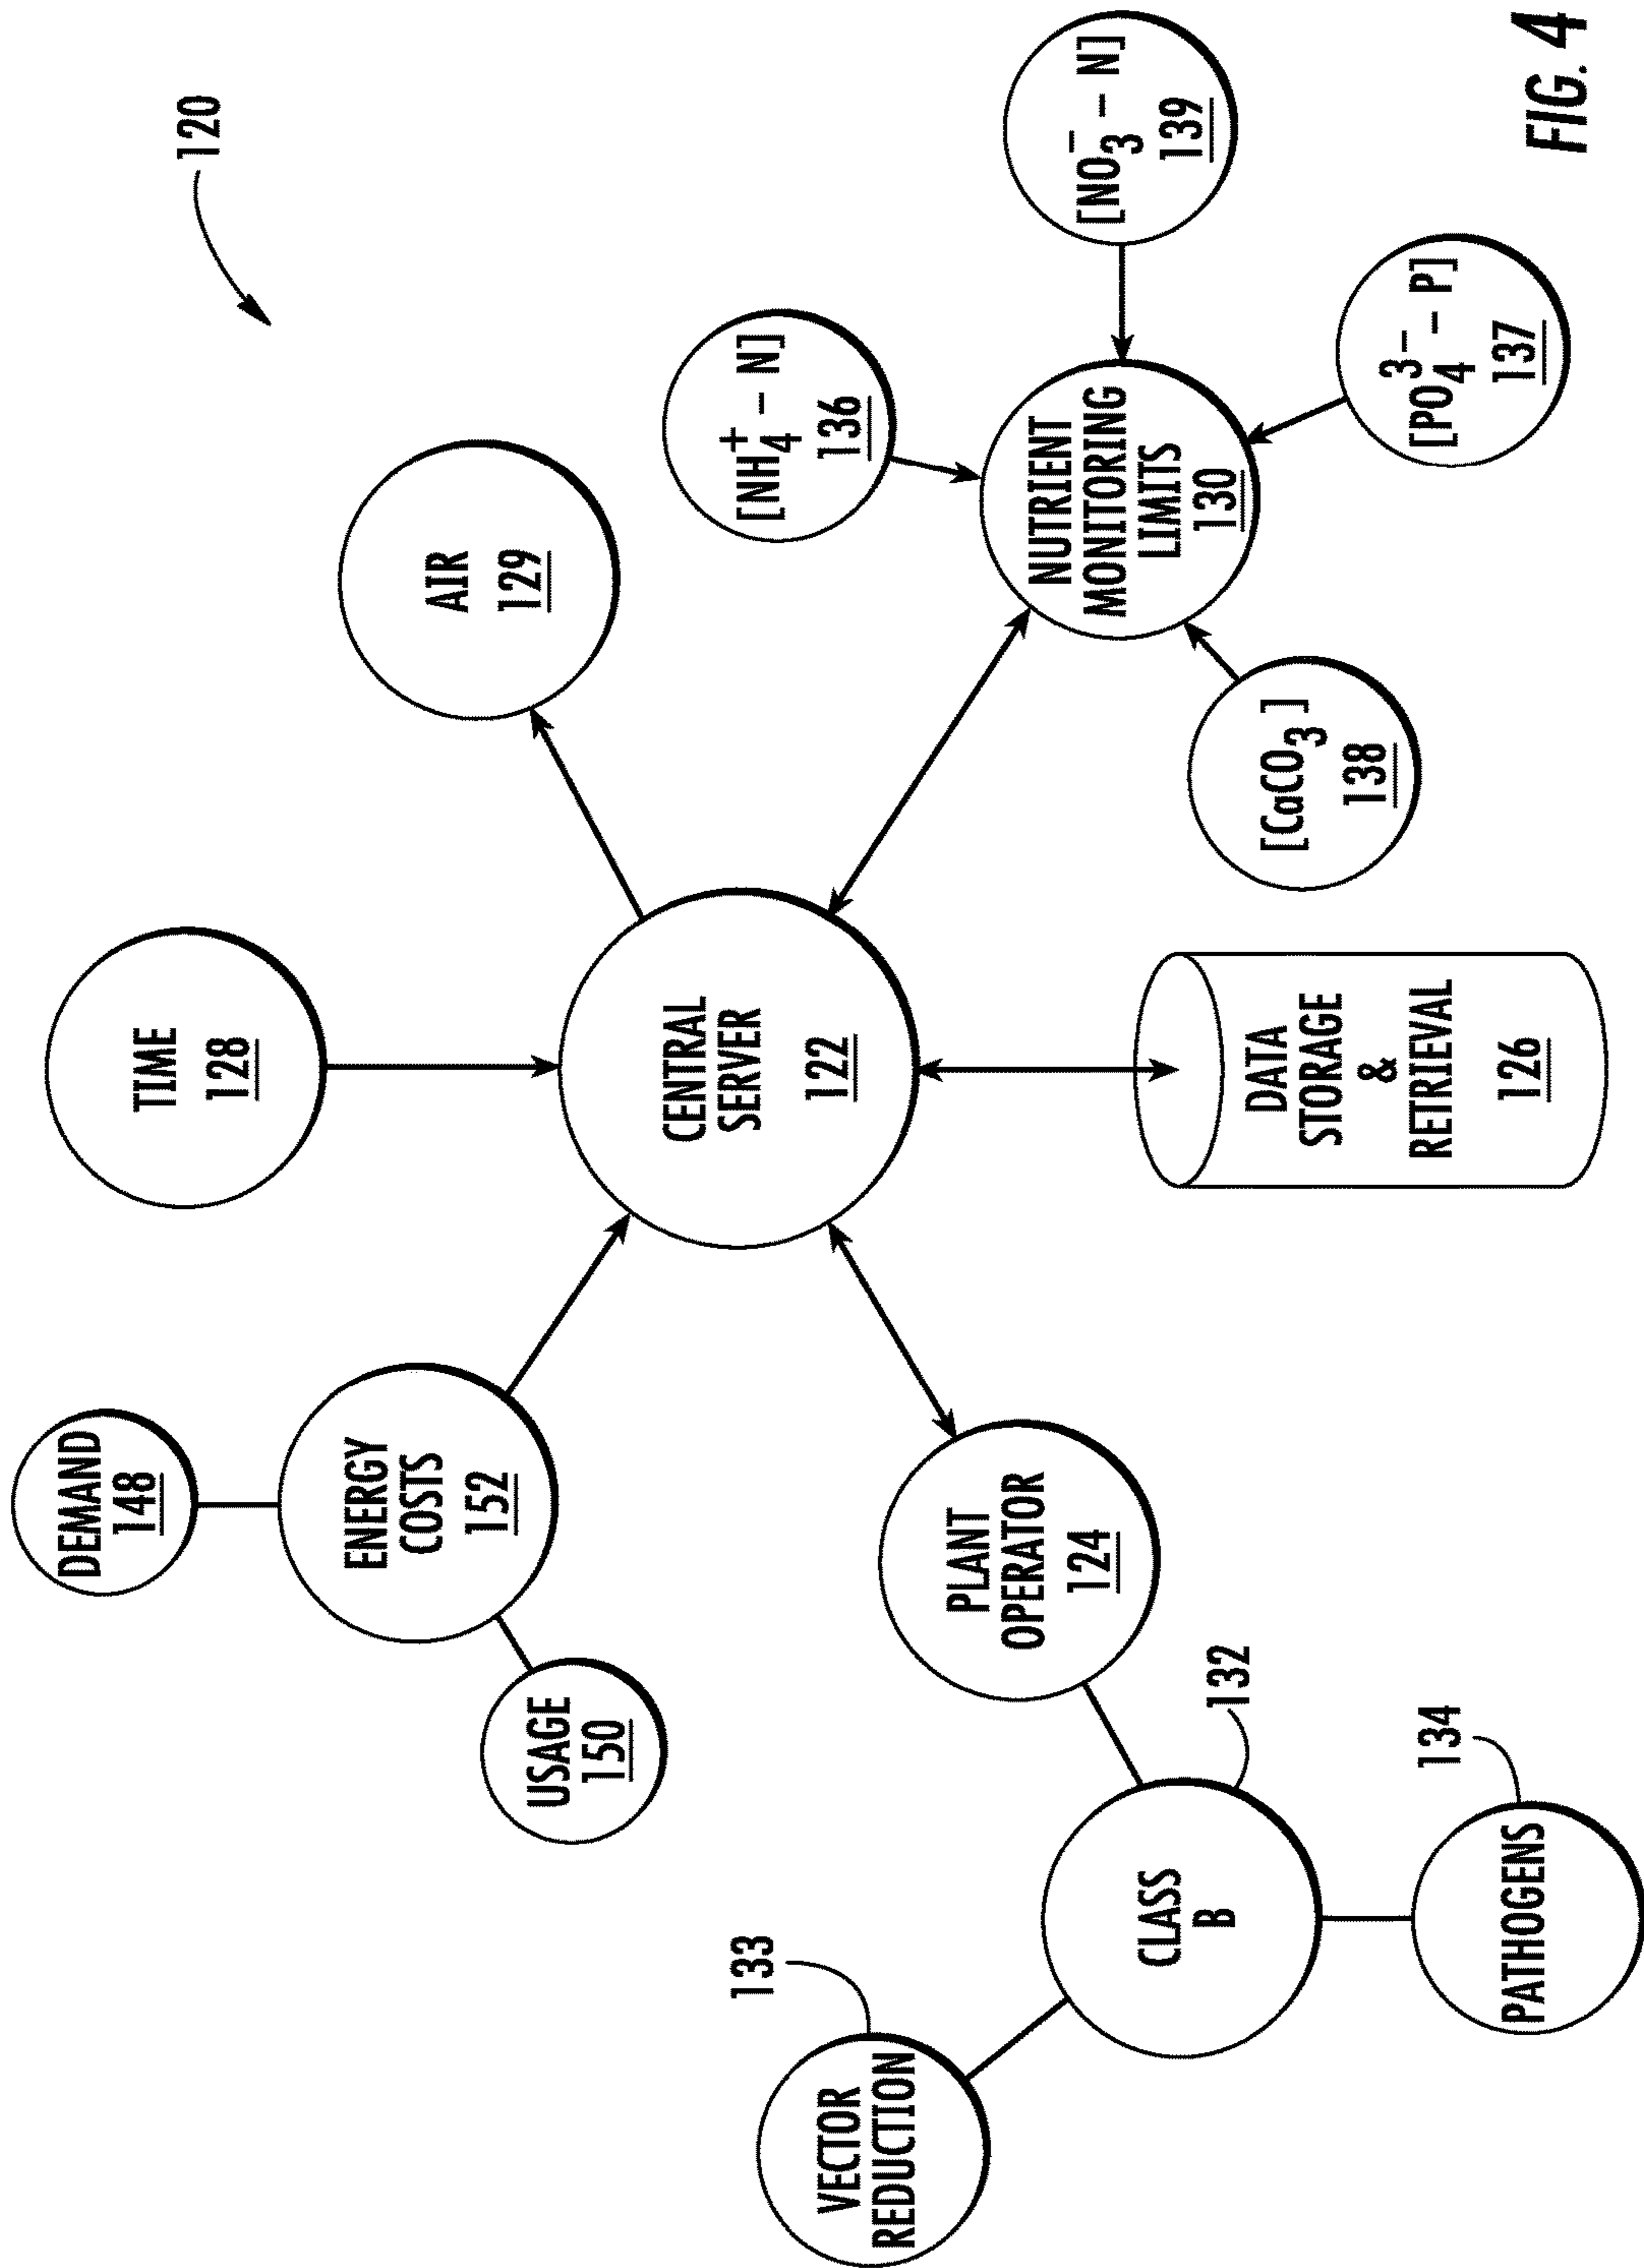 120
DEMAND
148
TIME
128
ENERGY
COSTS
152
AIR
129
USAGE
150
CENTRAL
SERVER
122
[NH₄⁺ – N]
136
VECTOR
REDUCTION
133
PLANT
OPERATOR
124
NUTRIENT
MONITORING
LIMITS
130
[NO₃⁻ – N]
139
CLASS
B
132
DATA
STORAGE
&
RETRIEVAL
126
[CaCO₃]
138
[PO₄³⁻ – P]
137
PATHOGENS
134
FIG. 4